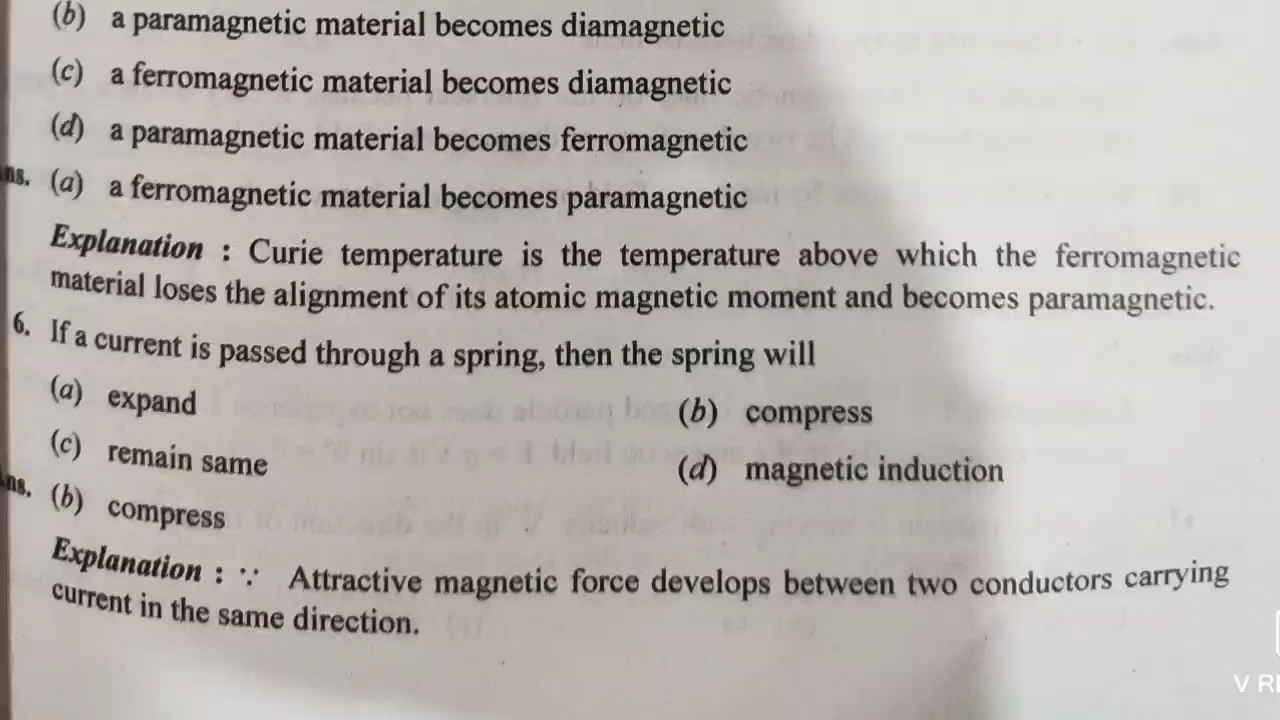 (b) a paramagnetic material becomes diamagnetic
(c) a ferromagnetic material becomes diamagnetic
(d) a paramagnetic material becomes ferromagnetic
ns. (a) a ferromagnetic material becomes paramagnetic
Explanation : Curie temperature is the temperature above which the ferromagnetic
material loses the alignment of its atomic magnetic moment and becomes paramagnetic.
6. If a current is passed through a spring, then the spring will
(a) expand (b) compress
(c) remain same (d) magnetic induction
ns. (b) compress
Explanation : ∵ Attractive magnetic force develops between two conductors carrying
current in the same direction.